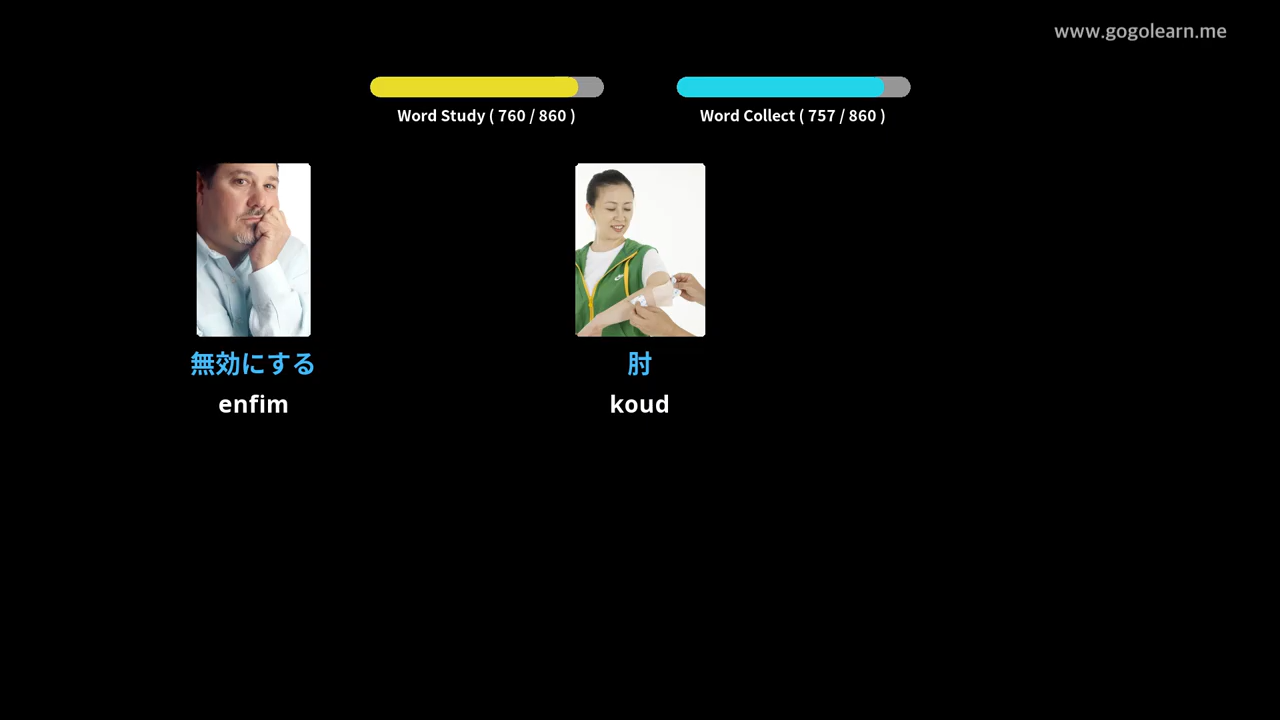 www.gogolearn.me
Word Study ( 760 / 860 )
Word Collect ( 757 / 860 )
無効にする
enfim
肘
koud